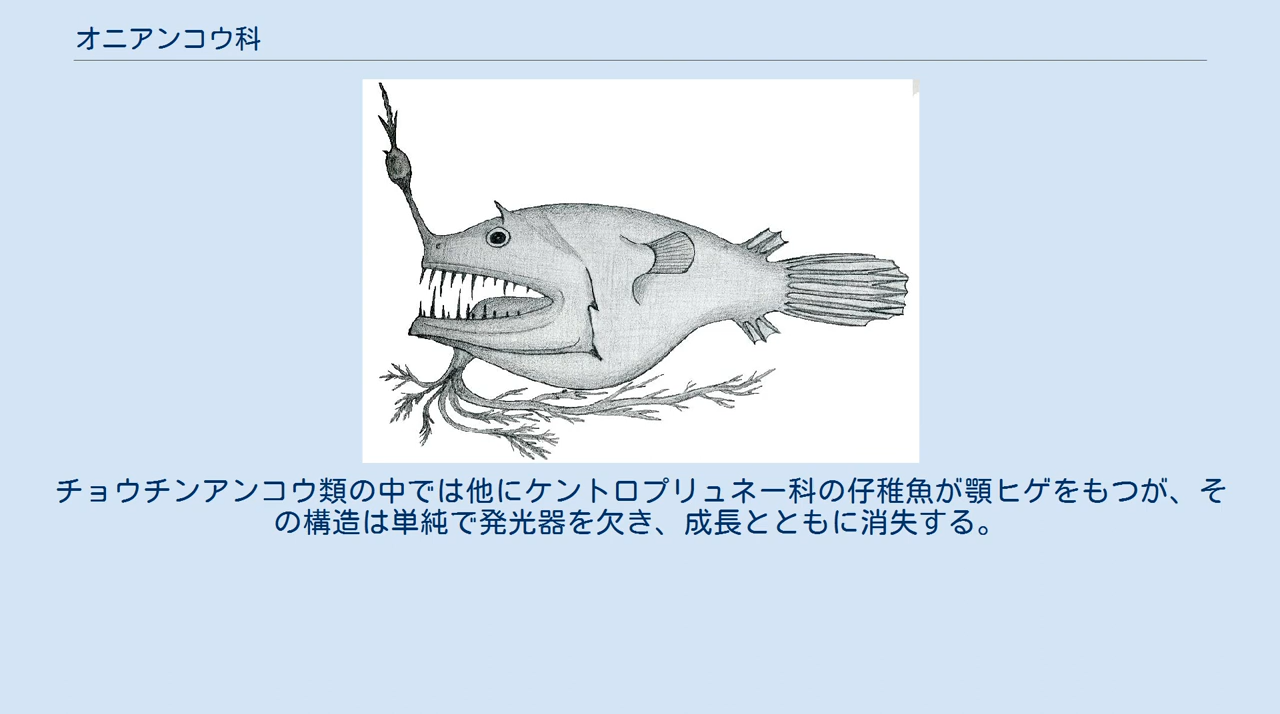 オニアンコウ科
チョウチンアンコウ類の中では他にケントロプリュネー科の仔稚魚が顎ヒゲをもつが、そ
の構造は単純で発光器を欠き、成長とともに消失する。